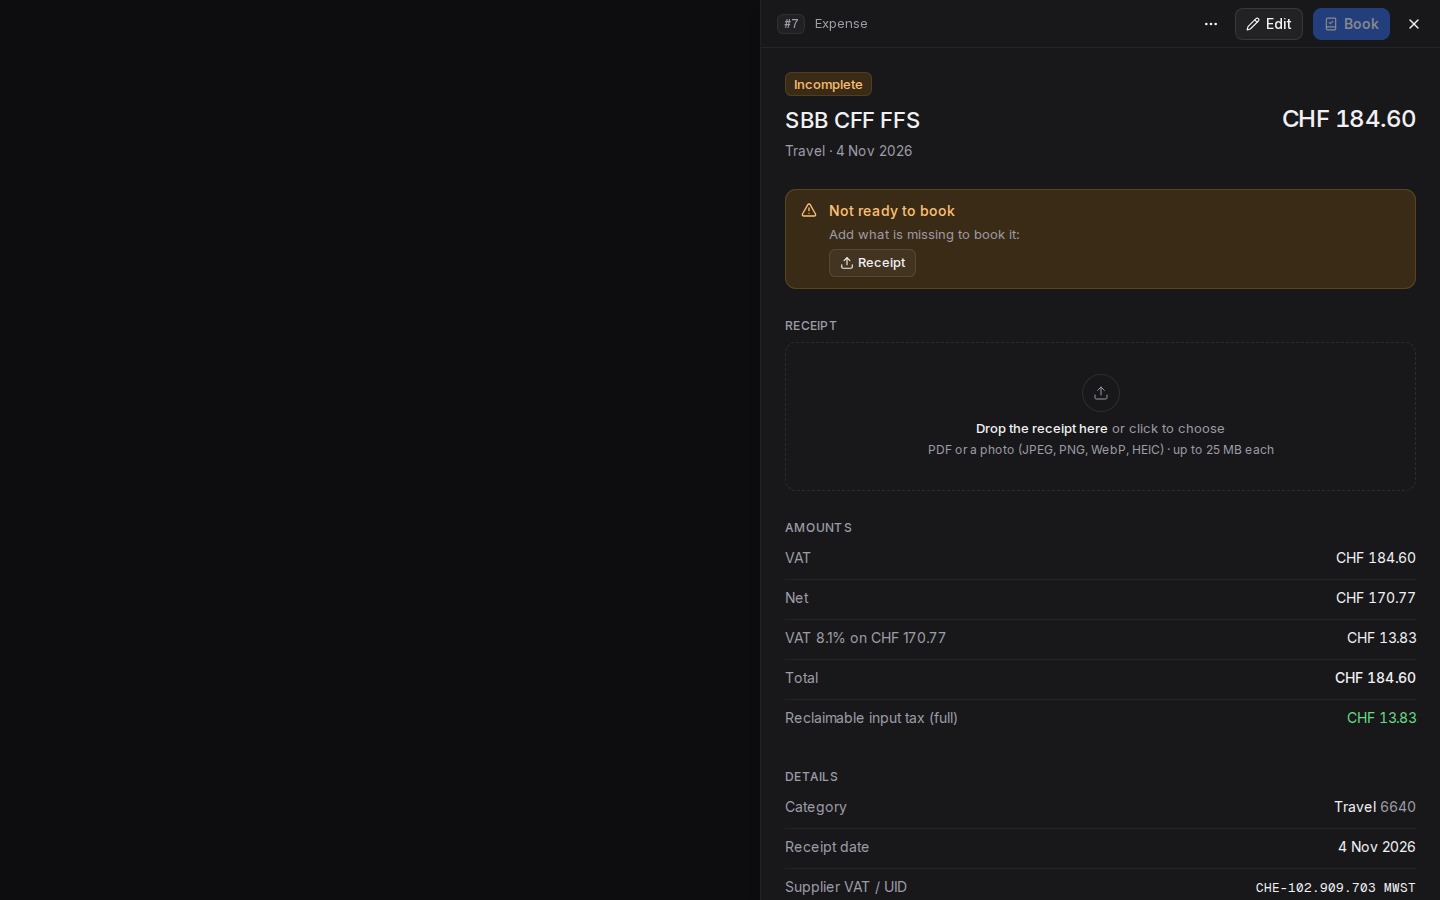 #7 Expense ... Edit Book
Incomplete
SBB CFF FFS CHF 184.60
Travel · 4 Nov 2026
Not ready to book
Add what is missing to book it:
Receipt
RECEIPT
Drop the receipt here or click to choose
PDF or a photo (JPEG, PNG, WebP, HEIC) · up to 25 MB each
AMOUNTS
VAT CHF 184.60
Net CHF 170.77
VAT 8.1% on CHF 170.77 CHF 13.83
Total CHF 184.60
Reclaimable input tax (full) CHF 13.83
DETAILS
Category Travel 6640
Receipt date 4 Nov 2026
Supplier VAT / UID CHE-102.909.703 MWST